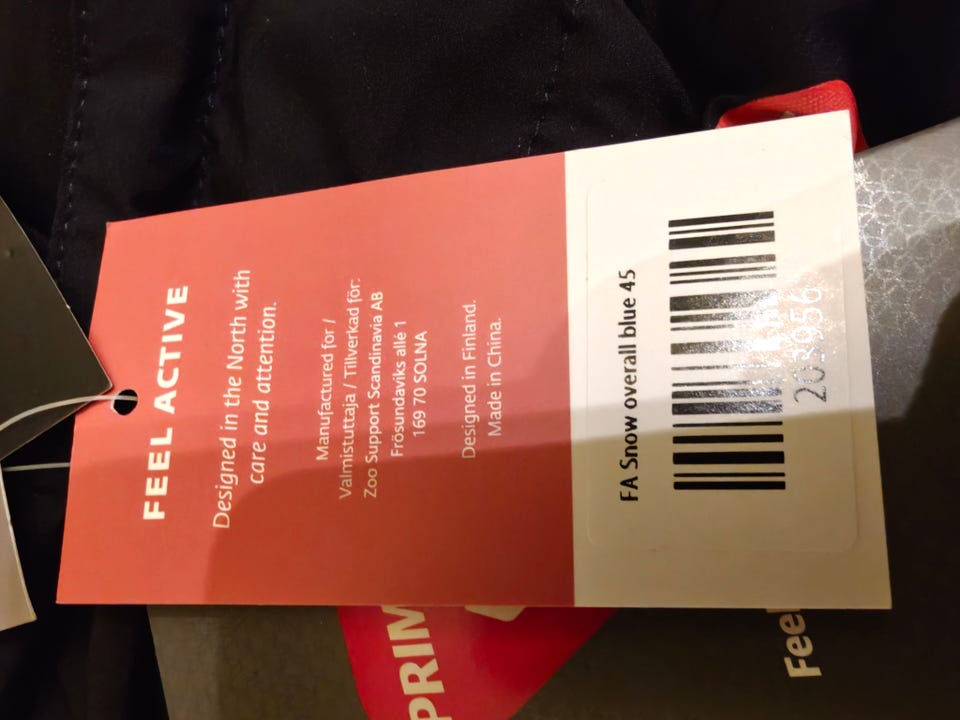 FEEL ACTIVE
Designed in the North with
care and attention.
Manufactured for /
Valmistuttaja / Tillverkad för:
Zoo Support Scandinavia AB
Frösundaviks allé 1
169 70 SOLNA
Designed in Finland.
Made in China.
FA Snow overall blue 45
203956
PRIM
Feel